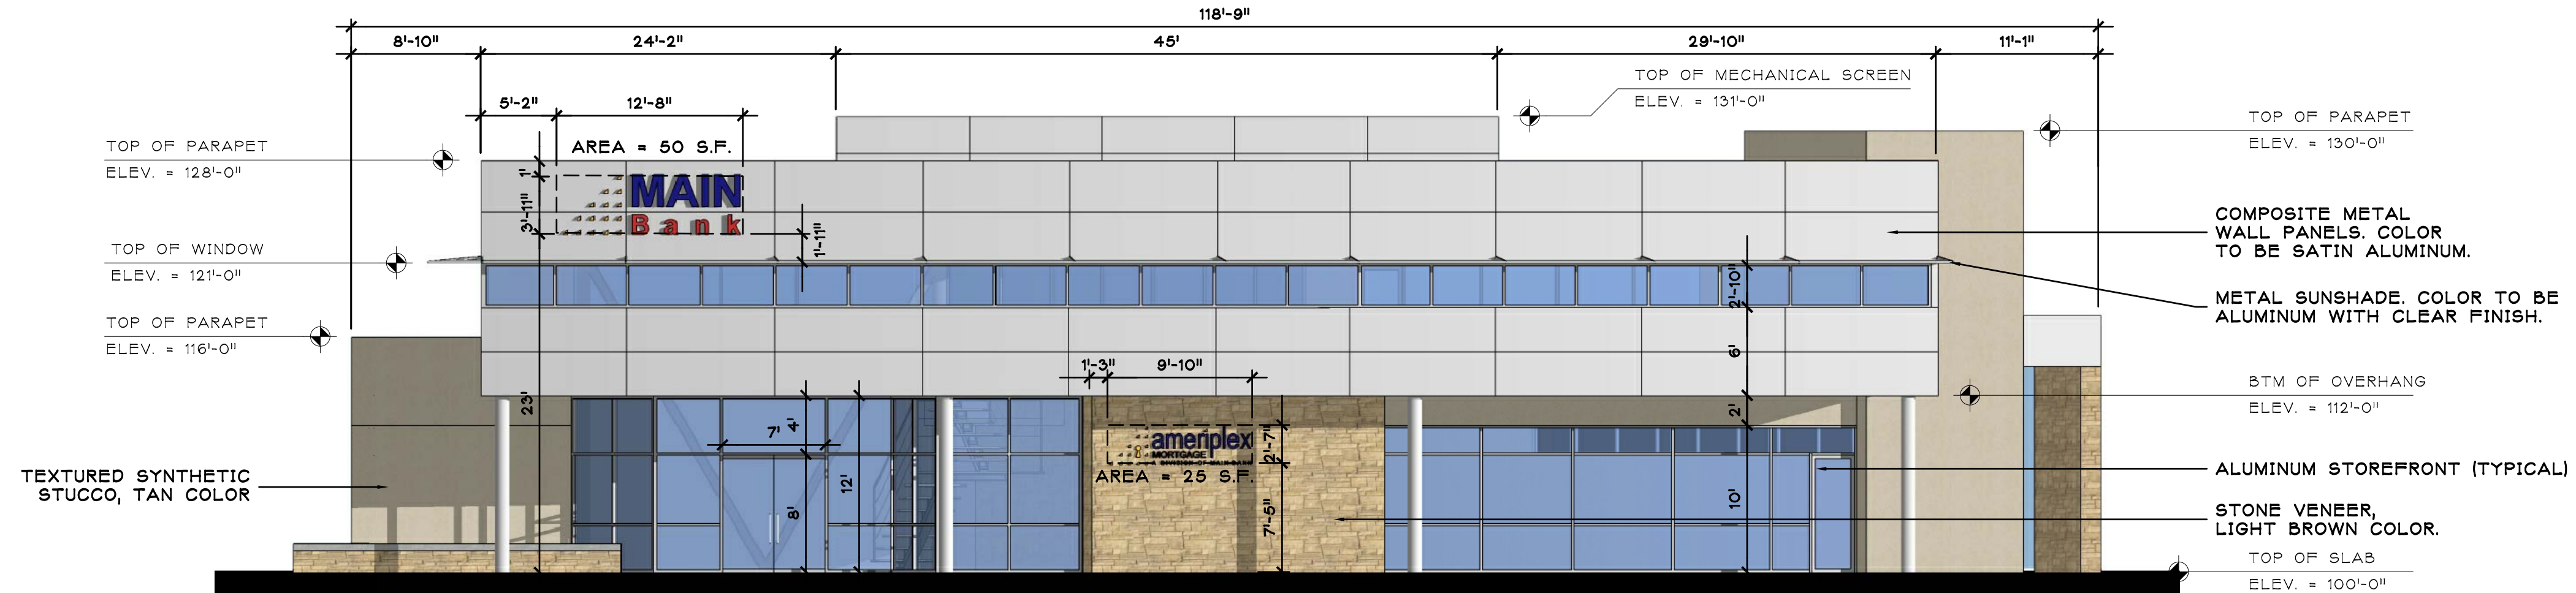 118'-9"
8'-10"
24'-2"
45'
29'-10"
11'-1"
TOP OF MECHANICAL SCREEN
ELEV. = 131'-0"
5'-2"
12'-8"
AREA = 50 S.F.
TOP OF PARAPET
ELEV. = 128'-0"
TOP OF PARAPET
ELEV. = 130'-0"
1'
3'-11"
MAIN
Bank
1'-11"
COMPOSITE METAL
WALL PANELS. COLOR
TO BE SATIN ALUMINUM.
TOP OF WINDOW
ELEV. = 121'-0"
2'-10"
METAL SUNSHADE. COLOR TO BE
ALUMINUM WITH CLEAR FINISH.
TOP OF PARAPET
ELEV. = 116'-0"
6'
1'-3"
9'-10"
BTM OF OVERHANG
ELEV. = 112'-0"
23'
2'
7'
4'
ameriplex
MORTGAGE
A DIVISION OF MAIN BANK
2'-7"
AREA = 25 S.F.
TEXTURED SYNTHETIC
STUCCO, TAN COLOR
ALUMINUM STOREFRONT (TYPICAL)
12'
8'
7'-5"
10'
STONE VENEER,
LIGHT BROWN COLOR.
TOP OF SLAB
ELEV. = 100'-0"